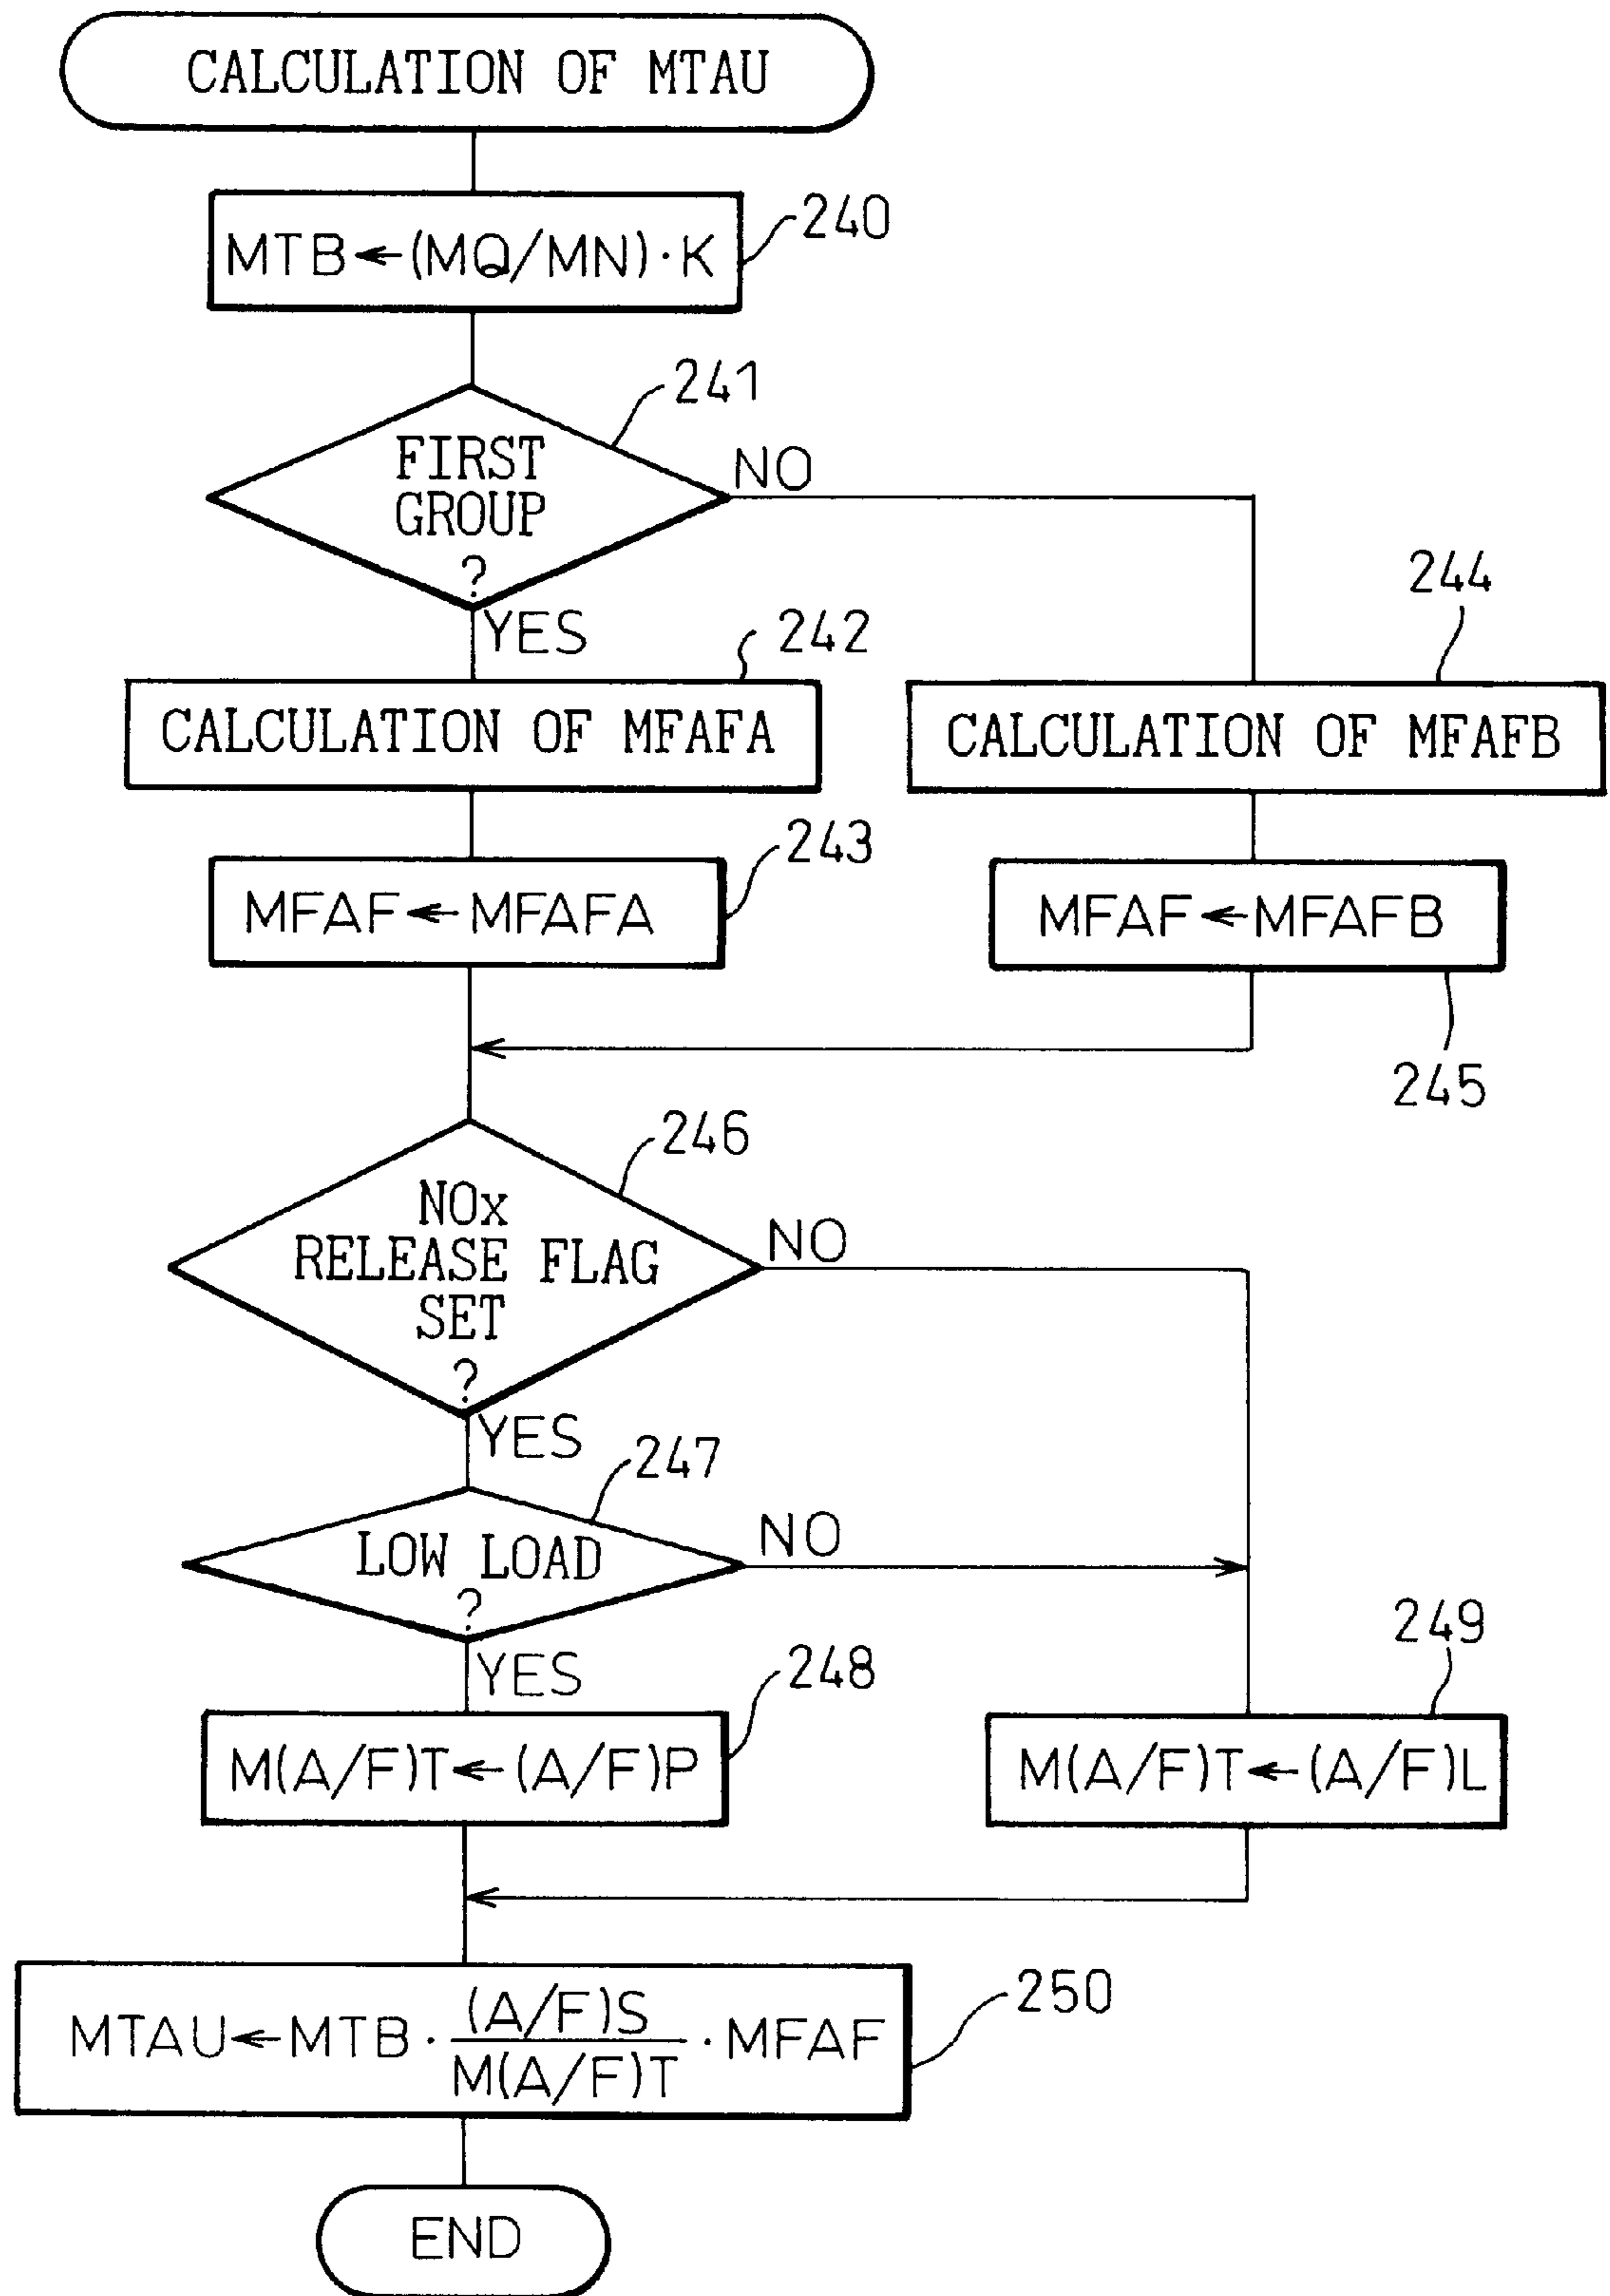 CALCULATION OF MTAU
MTB←(MQ/MN)·K
240
241
FIRST
GROUP
?
NO
YES
242
244
CALCULATION OF MFAFA
CALCULATION OF MFAFB
243
MFAF←MFAFA
MFAF←MFAFB
245
246
NOx
RELEASE FLAG
SET
?
NO
YES
247
LOW LOAD
?
NO
YES
248
249
M(A/F)T←(A/F)P
M(A/F)T←(A/F)L
250
(A/F)S
MTAU←MTB· ·MFAF
M(A/F)T
END